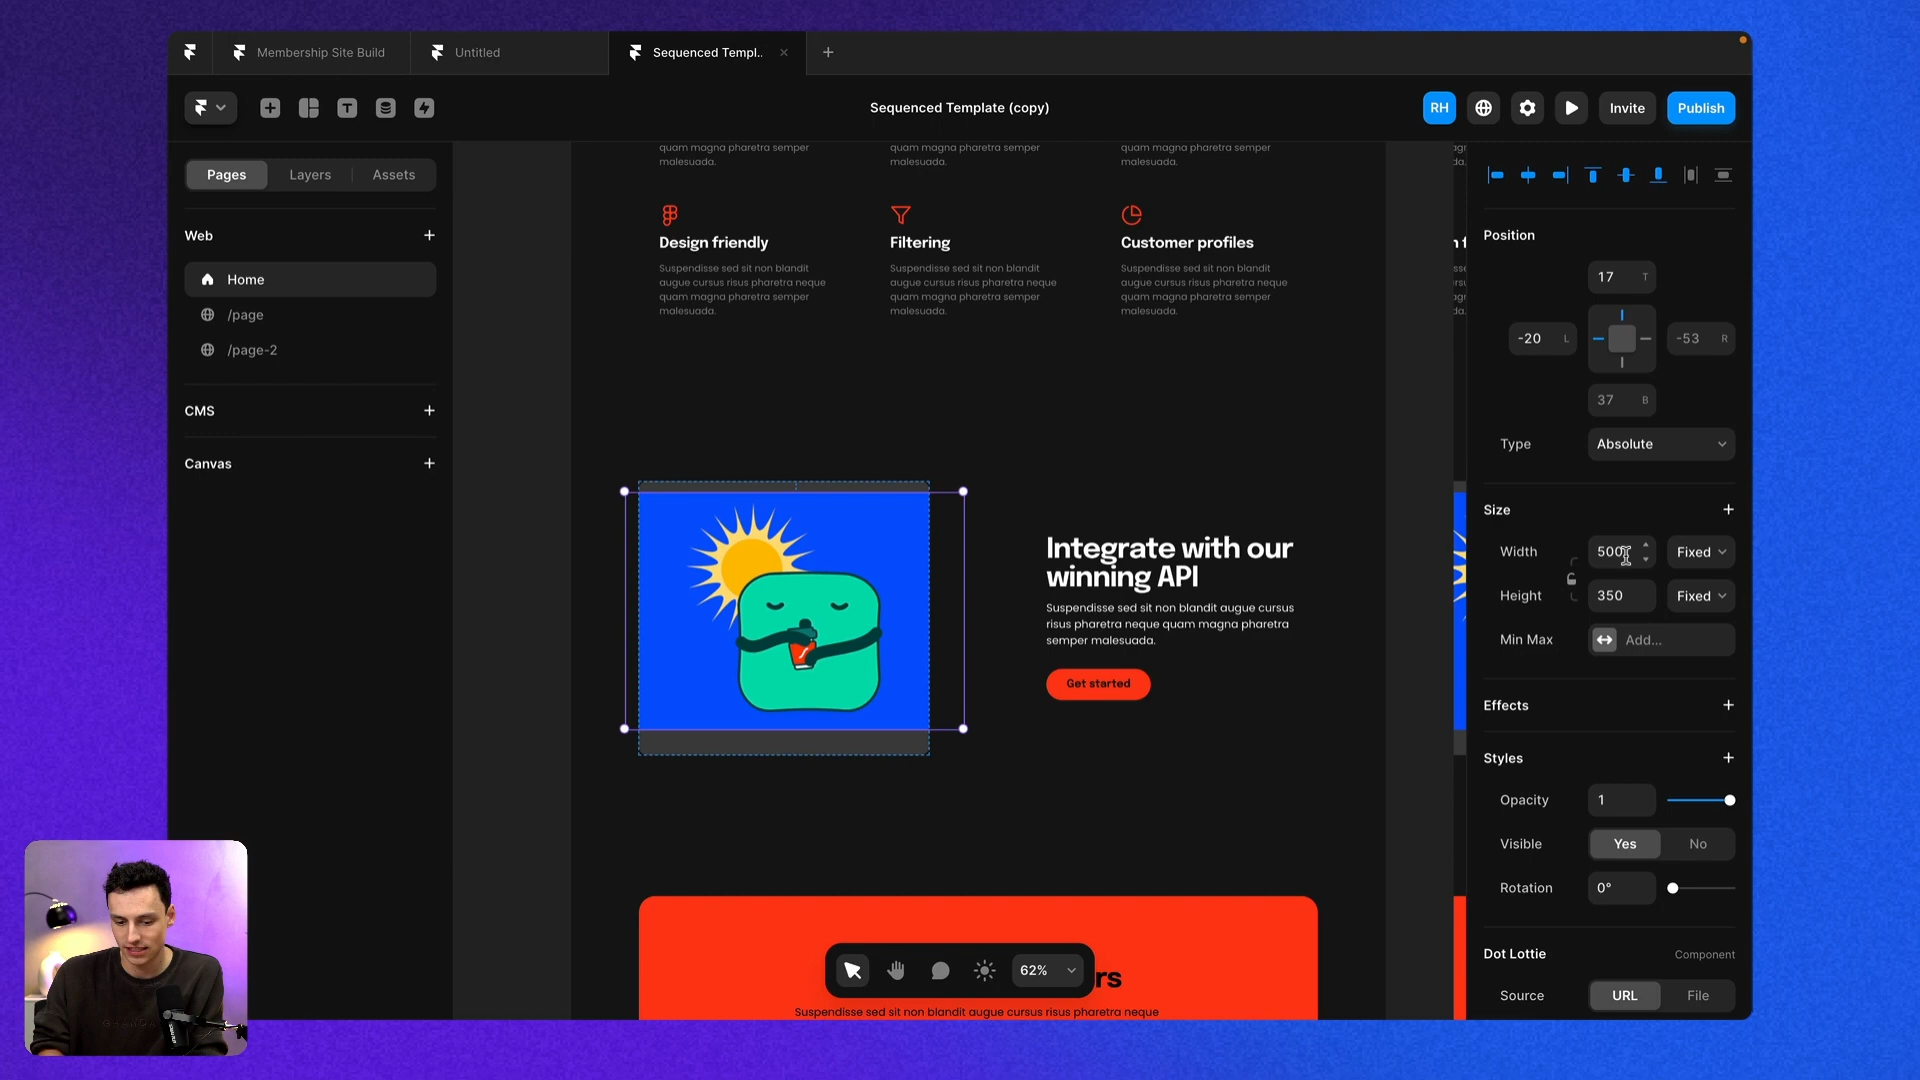 Membership Site Build
Untitled
Sequenced Templ..
Sequenced Template (copy)
RH
Invite
Publish
Pages
Layers
Assets
Web
Home
/page
/page-2
CMS
Canvas
quam magna pharetra semper
malesuada.
quam magna pharetra semper
malesuada.
quam magna pharetra semper
malesuada.
Design friendly
Suspendisse sed sit non blandit
augue cursus risus pharetra neque
quam magna pharetra semper
malesuada.
Filtering
Suspendisse sed sit non blandit
augue cursus risus pharetra neque
quam magna pharetra semper
malesuada.
Customer profiles
Suspendisse sed sit non blandit
augue cursus risus pharetra neque
quam magna pharetra semper
malesuada.
Integrate with our
winning API
Suspendisse sed sit non blandit augue cursus
risus pharetra neque quam magna pharetra
semper malesuada.
Get started
rs
Suspendisse sed sit non blandit augue cursus risus pharetra neque
62%
Position
17 T
-20 L
-53 R
37 B
Type
Absolute
Size
Width
500
Fixed
Height
350
Fixed
Min Max
Add...
Effects
Styles
Opacity
1
Visible
Yes
No
Rotation
0°
Dot Lottie
Component
Source
URL
File